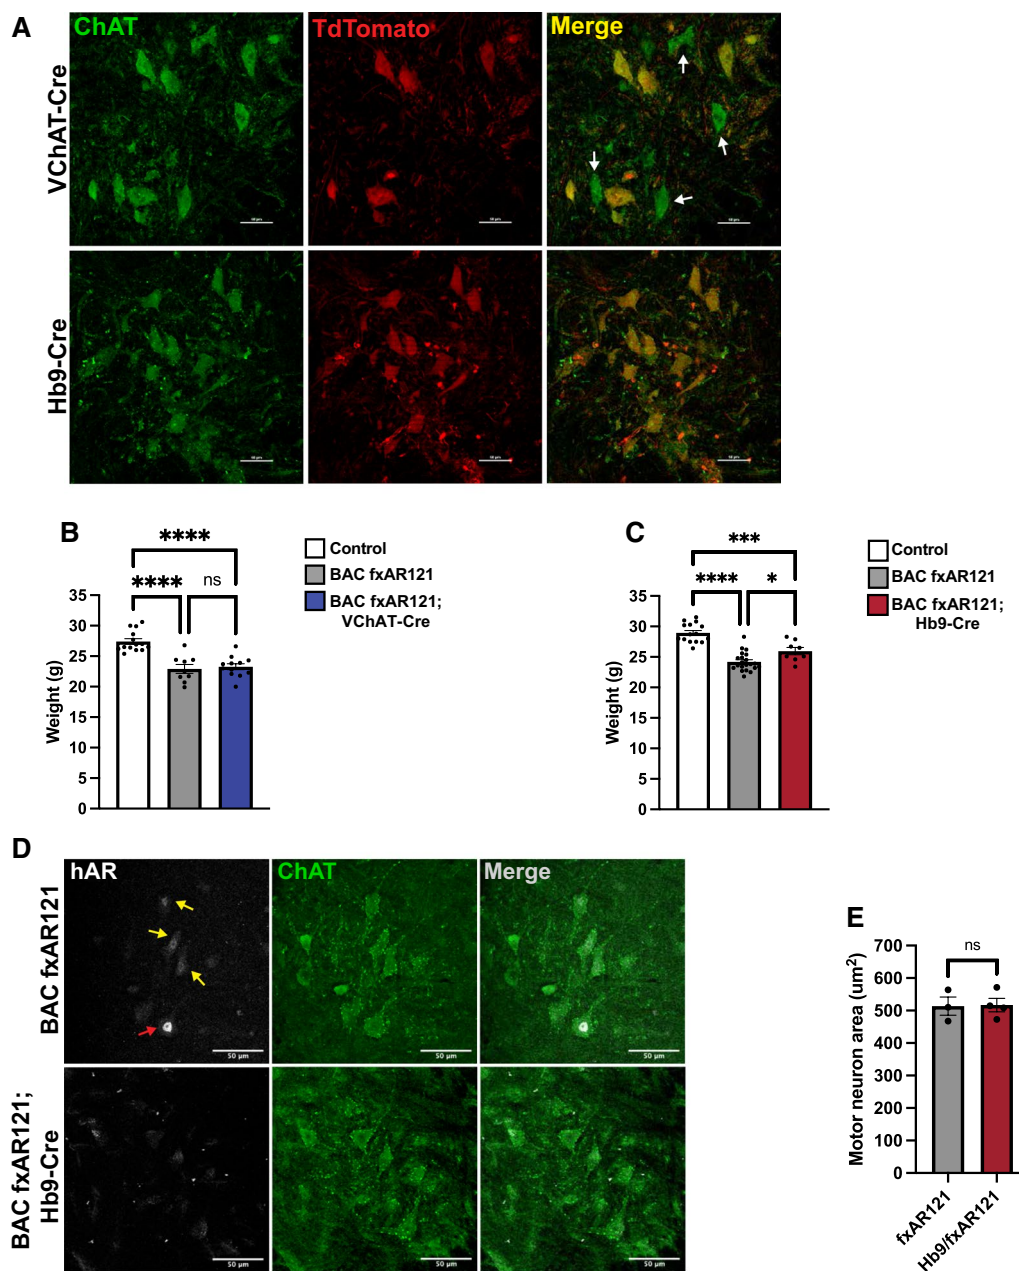 A
ChAT
TdTomato
Merge
VChAT-Cre
Hb9-Cre
B
****
****
ns
Weight (g)
35
30
25
20
15
10
5
0
Control
BAC fxAR121
BAC fxAR121;
VChAT-Cre
C
***
****
*
Weight (g)
35
30
25
20
15
10
5
0
Control
BAC fxAR121
BAC fxAR121;
Hb9-Cre
D
hAR
ChAT
Merge
BAC fxAR121
50 µm
50 µm
50 µm
BAC fxAR121;
Hb9-Cre
50 µm
50 µm
50 µm
E
ns
Motor neuron area (um²)
700
600
500
400
300
200
100
0
fxAR121
Hb9/fxAR121